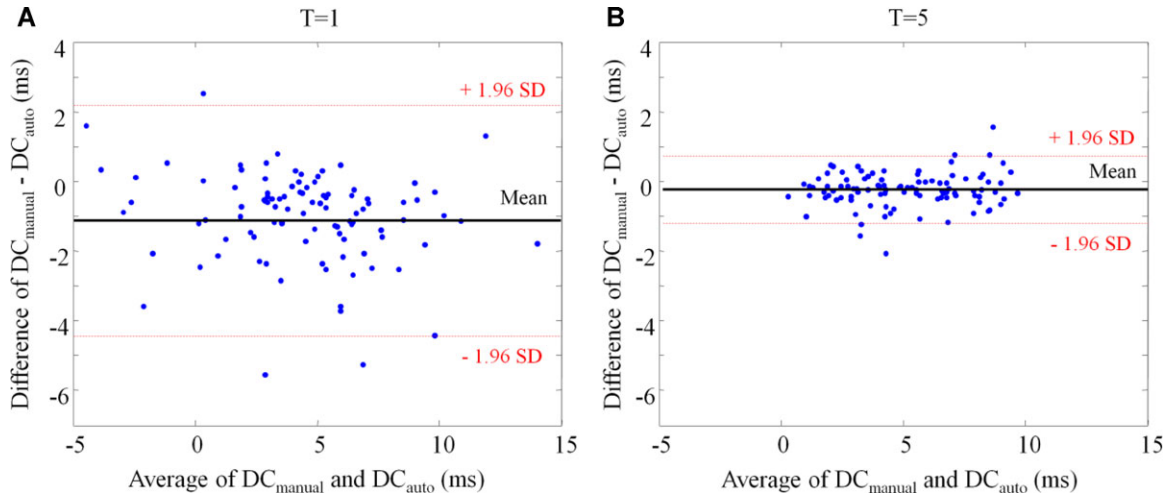 A
T=1
4
2
0
-2
-4
-6
+ 1.96 SD
Mean
- 1.96 SD
Difference of DCmanual - DCauto (ms)
-5
0
5
10
15
Average of DCmanual and DCauto (ms)
B
T=5
4
2
0
-2
-4
-6
+ 1.96 SD
Mean
- 1.96 SD
Difference of DCmanual - DCauto (ms)
-5
0
5
10
15
Average of DCmanual and DCauto (ms)